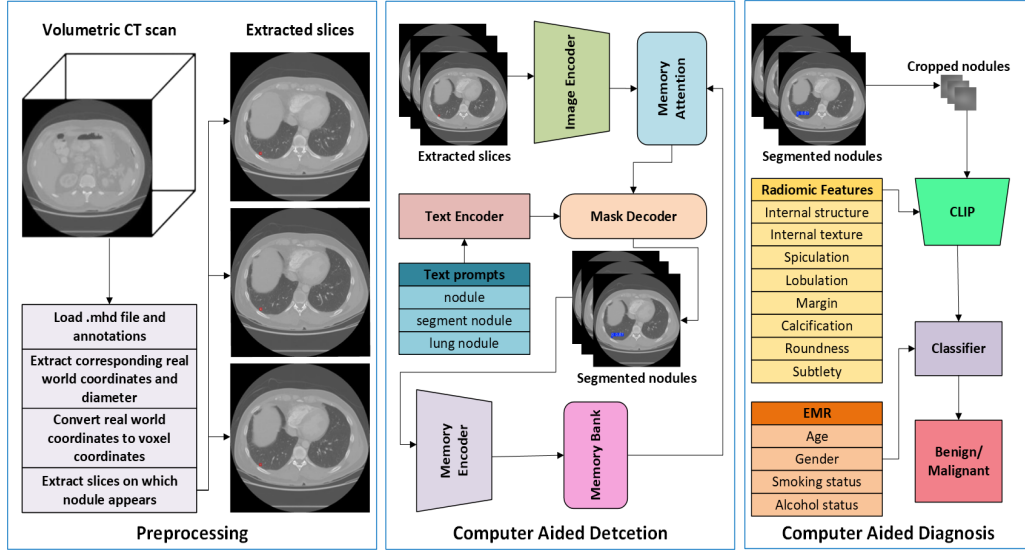 Volumetric CT scan
Extracted slices
Load .mhd file and
annotations
Extract corresponding real
world coordinates and
diameter
Convert real world
coordinates to voxel
coordinates
Extract slices on which
nodule appears
Preprocessing
Extracted slices
Image Encoder
Memory
Attention
Text Encoder
Mask Decoder
Text prompts
nodule
segment nodule
lung nodule
Segmented nodules
Memory
Encoder
Memory Bank
Computer Aided Detcetion
Segmented nodules
Cropped nodules
Radiomic Features
Internal structure
Internal texture
Spiculation
Lobulation
Margin
Calcification
Roundness
Subtlety
CLIP
Classifier
EMR
Age
Gender
Smoking status
Alcohol status
Benign/
Malignant
Computer Aided Diagnosis